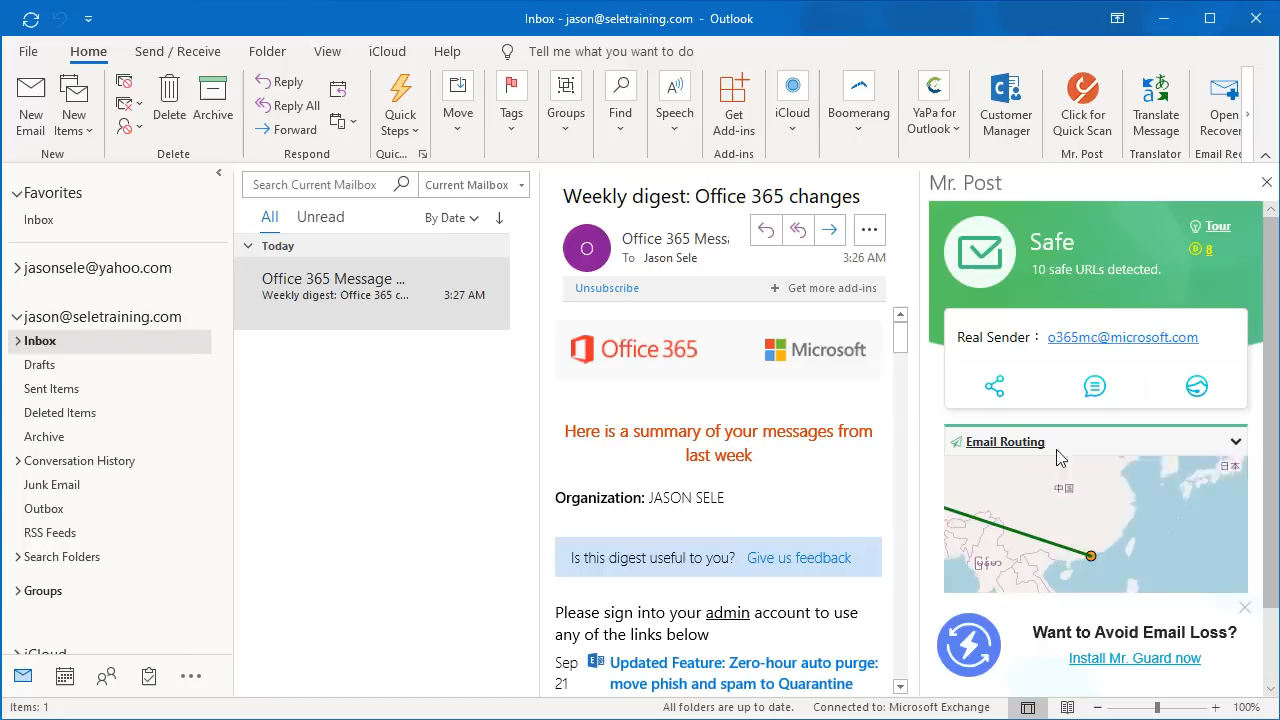 Inbox - jason@seletraining.com - Outlook
File Home Send / Receive Folder View iCloud Help Tell me what you want to do
New Email
New Items
Delete
Archive
Reply
Reply All
Forward
Quick Steps
Move
Tags
Groups
Find
Speech
Get Add-ins
iCloud
Boomerang
YaPa for Outlook
Customer Manager
Click for Quick Scan
Translate Message
Open Recover
New Delete Respond Quic... Add-ins Mr. Post Translator Email Rec
Favorites
Inbox
jasonsele@yahoo.com
jason@seletraining.com
Inbox
Drafts
Sent Items
Deleted Items
Archive
Conversation History
Junk Email
Outbox
RSS Feeds
Search Folders
Groups
iCloud
Search Current Mailbox Current Mailbox
All Unread By Date
Today
Office 365 Message ...
Weekly digest: Office 365 c... 3:27 AM
Weekly digest: Office 365 changes
O
Office 365 Messa
To Jason Sele 3:26 AM
Unsubscribe + Get more add-ins
Office 365 Microsoft
Here is a summary of your messages from
last week
Organization: JASON SELE
Is this digest useful to you? Give us feedback
Please sign into your admin account to use
any of the links below
Sep Updated Feature: Zero-hour auto purge:
21 move phish and spam to Quarantine
Mr. Post
Safe
10 safe URLs detected.
Tour
8
Real Sender： o365mc@microsoft.com
Email Routing
日本
中国
မြန်မာ
Want to Avoid Email Loss?
Install Mr. Guard now
Items: 1 All folders are up to date. Connected to: Microsoft Exchange 100%